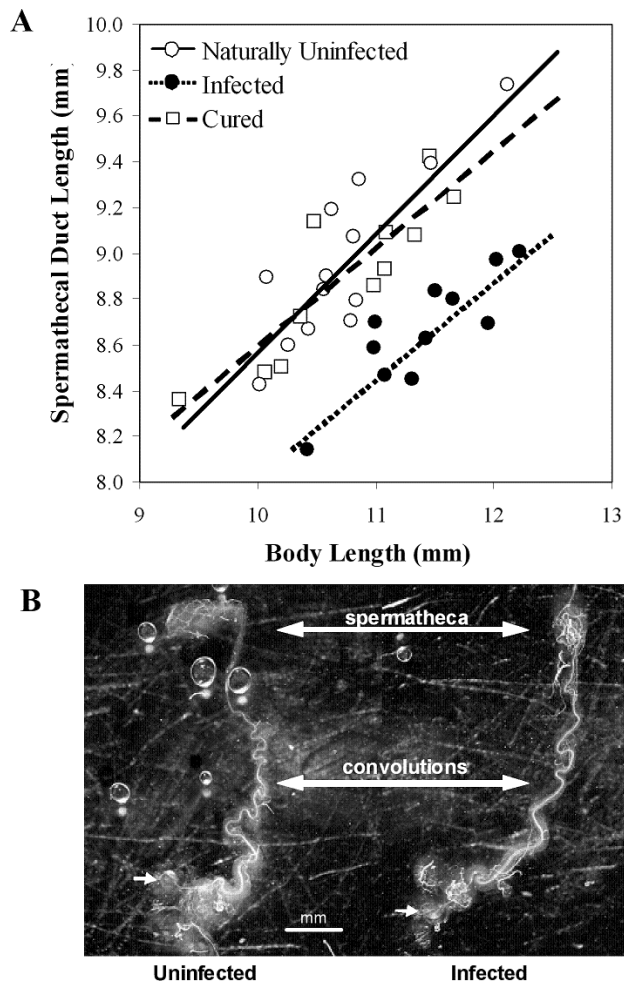 A
Naturally Uninfected
Infected
Cured
Spermathecal Duct Length (mm)
10.0
9.8
9.6
9.4
9.2
9.0
8.8
8.6
8.4
8.2
8.0
9
10
11
12
13
Body Length (mm)
B
spermatheca
convolutions
mm
Uninfected
Infected